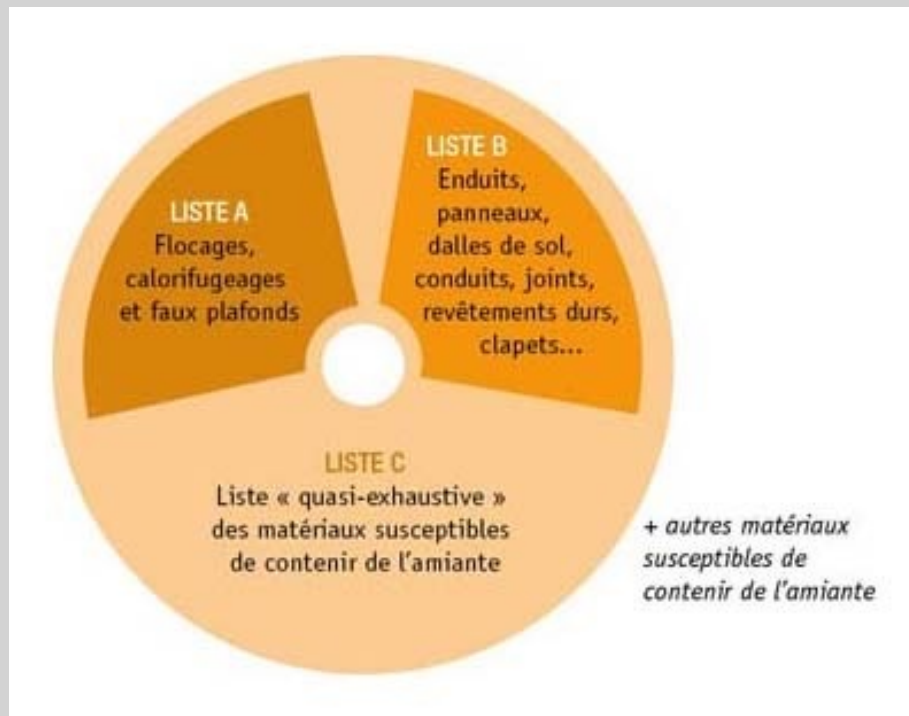 LISTE A
Flocages,
calorifugeages
et faux plafonds
LISTE B
Enduits,
panneaux,
dalles de sol,
conduits, joints,
revêtements durs,
clapets...
LISTE C
Liste « quasi-exhaustive »
des matériaux susceptibles
de contenir de l'amiante
+ autres matériaux
susceptibles de
contenir de l'amiante